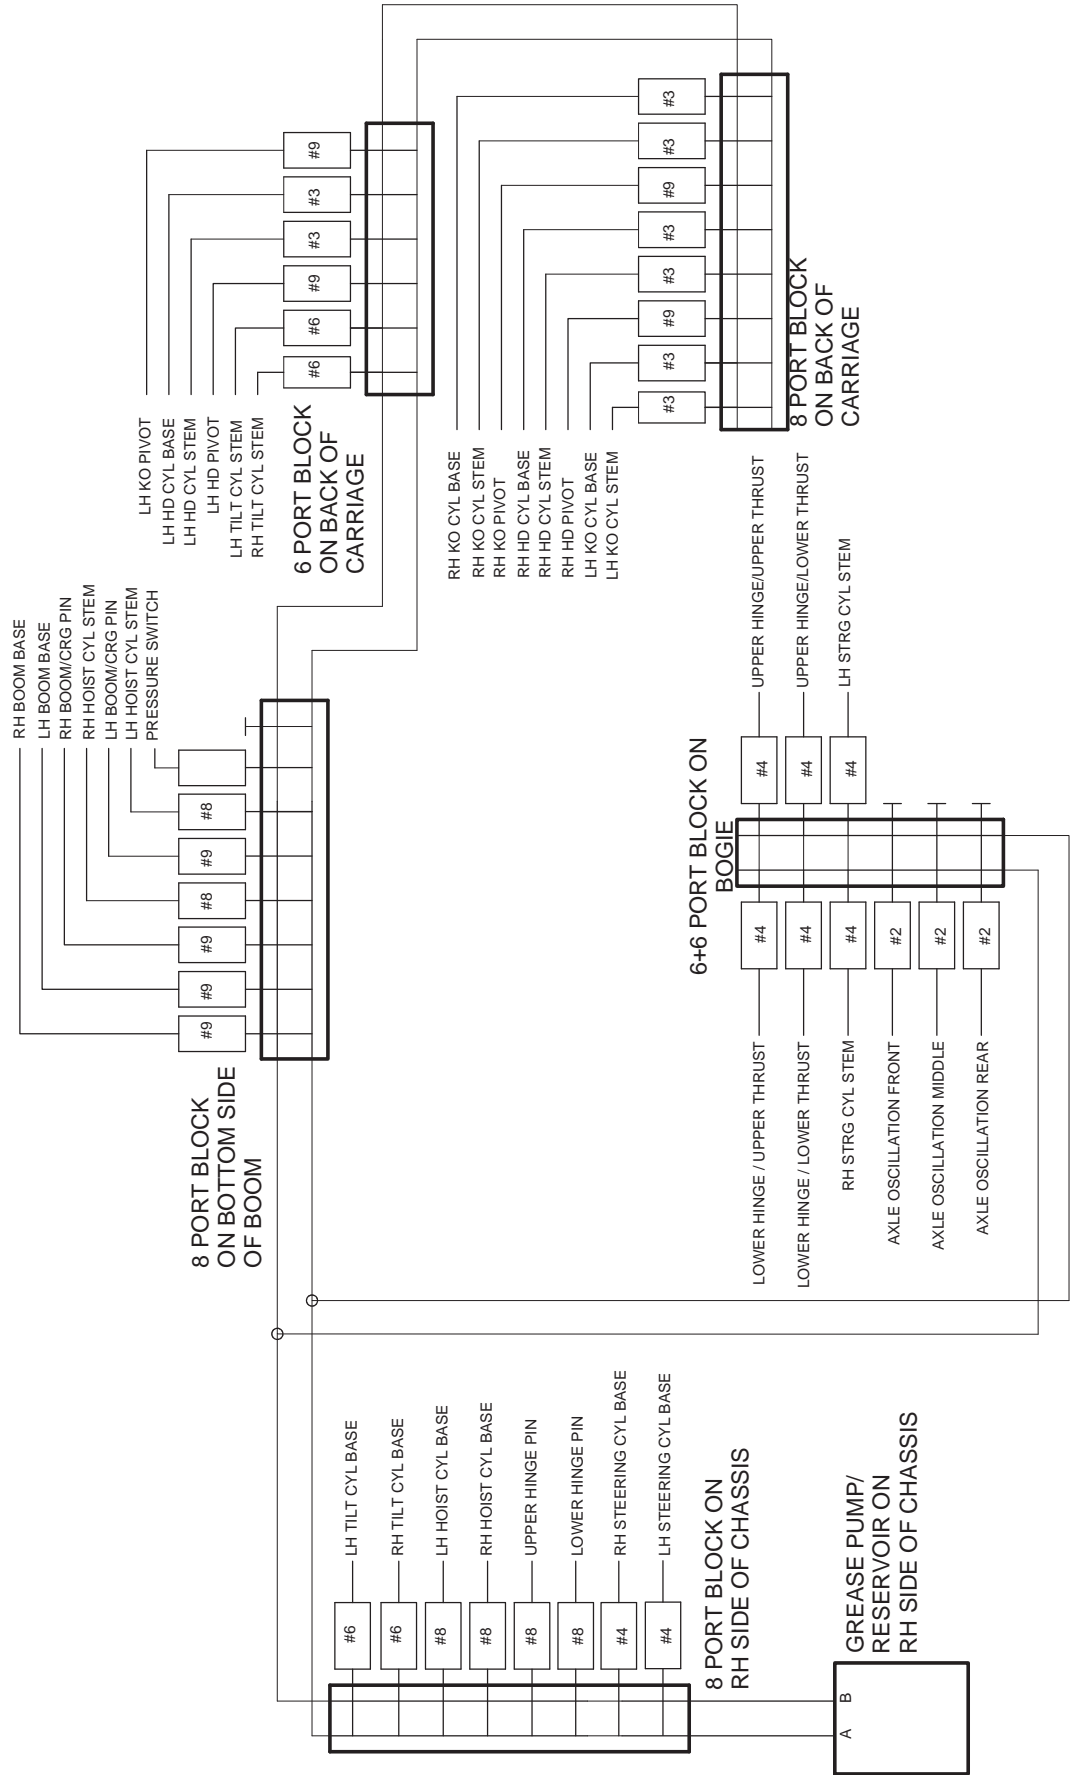 RH BOOM BASE
LH BOOM BASE
RH BOOM/CRG PIN
RH HOIST CYL STEM
LH BOOM/CRG PIN
LH HOIST CYL STEM
PRESSURE SWITCH
#9
#9
#9
#8
#9
#8
8 PORT BLOCK
ON BOTTOM SIDE
OF BOOM
LH KO PIVOT
LH HD CYL BASE
LH HD CYL STEM
LH HD PIVOT
LH TILT CYL STEM
RH TILT CYL STEM
#6
#6
#9
#3
#3
#9
6 PORT BLOCK
ON BACK OF
CARRIAGE
RH KO CYL BASE
RH KO CYL STEM
RH KO PIVOT
RH HD CYL BASE
RH HD CYL STEM
RH HD PIVOT
LH KO CYL BASE
LH KO CYL STEM
#3
#3
#9
#3
#3
#9
#3
#3
8 PORT BLOCK
ON BACK OF
CARRIAGE
LH TILT CYL BASE
RH TILT CYL BASE
LH HOIST CYL BASE
RH HOIST CYL BASE
UPPER HINGE PIN
LOWER HINGE PIN
RH STEERING CYL BASE
LH STEERING CYL BASE
#6
#6
#8
#8
#8
#8
#4
#4
8 PORT BLOCK ON
RH SIDE OF CHASSIS
6+6 PORT BLOCK ON
BOGIE
UPPER HINGE/UPPER THRUST
UPPER HINGE/LOWER THRUST
LH STRG CYL STEM
#4
#4
#4
#4
#4
#4
#2
#2
#2
LOWER HINGE / UPPER THRUST
LOWER HINGE / LOWER THRUST
RH STRG CYL STEM
AXLE OSCILLATION FRONT
AXLE OSCILLATION MIDDLE
AXLE OSCILLATION REAR
A
B
GREASE PUMP/
RESERVOIR ON
RH SIDE OF CHASSIS